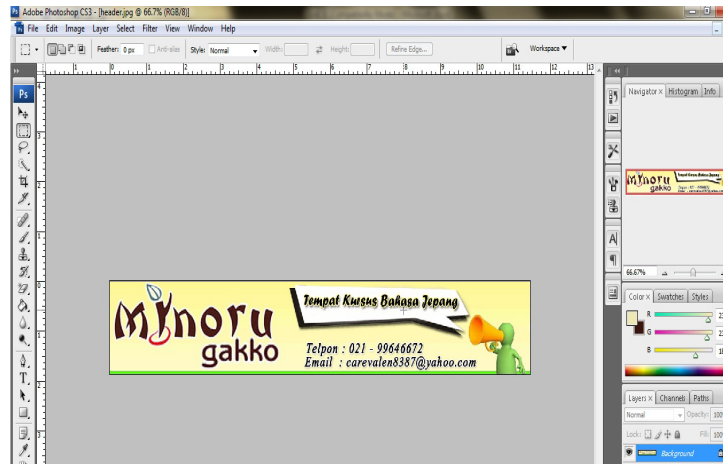 Adobe Photoshop CS3 - [header.jpg @ 66.7% (RGB/8)]
File Edit Image Layer Select Filter View Window Help
Feather: 0 px Anti-alias Style: Normal Width: Height: Refine Edge... Workspace
Navigator x Histogram Info
minoru
gakko
Tempat Kursus Bahasa Jepang
Telpon : 021 - 99646672
Email : carevalen8387@yahoo.com
66.67%
Color x Swatches Styles
R
G
B
Layers x Channels Paths
Normal Opacity:
Lock: Fill:
Background